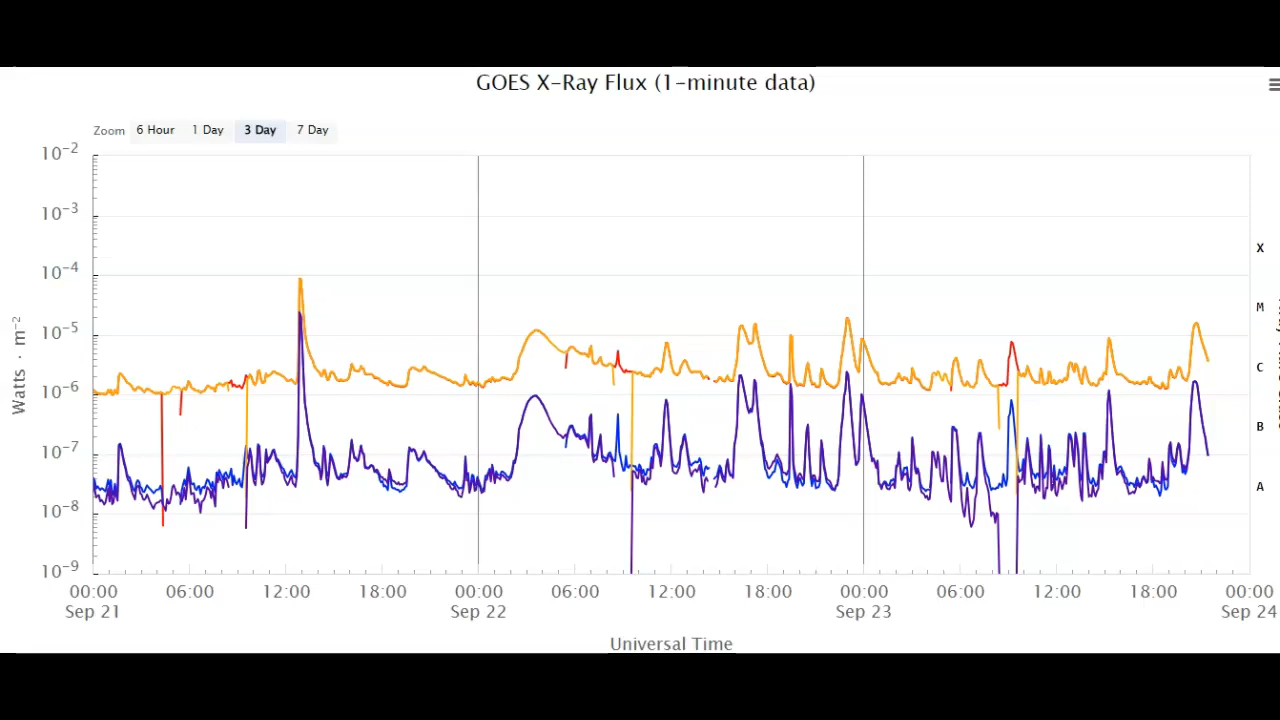 GOES X-Ray Flux (1-minute data)
Zoom 6 Hour 1 Day 3 Day 7 Day
10⁻²
10⁻³
10⁻⁴
10⁻⁵
10⁻⁶
10⁻⁷
10⁻⁸
10⁻⁹
Watts · m⁻²
X
M
C
B
A
00:00 06:00 12:00 18:00 00:00 06:00 12:00 18:00 00:00 06:00 12:00 18:00 00:00
Sep 21 Sep 22 Sep 23 Sep 24
Universal Time